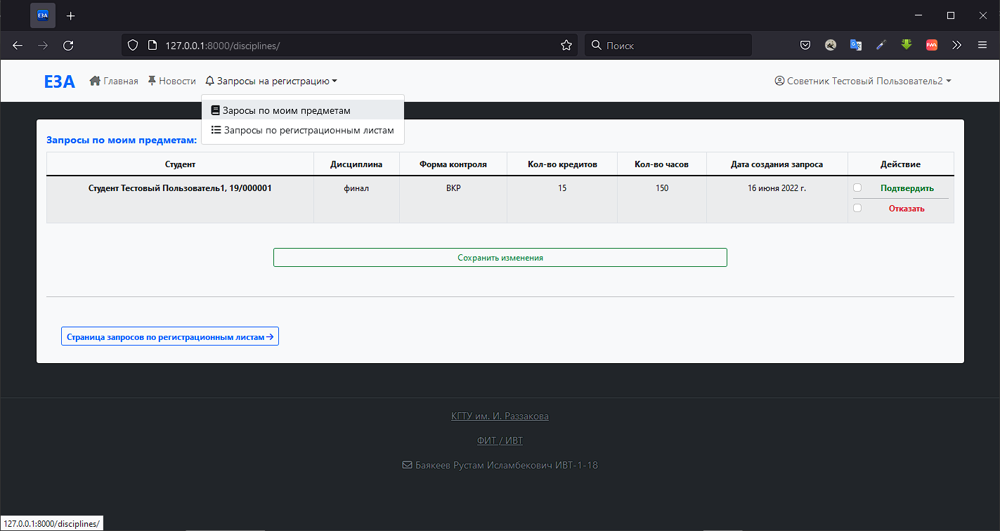 ЕЗА
127.0.0.1:8000/disciplines/
Поиск
FWA
ЕЗА
Главная
Новости
Запросы на регистрацию
Советник Тестовый Пользователь2
Заросы по моим предметам
Запросы по регистрационным листам
Запросы по моим предметам:
Студент Дисциплина Форма контроля Кол-во кредитов Кол-во часов Дата создания запроса Действие
Студент Тестовый Пользователь1, 19/000001 финал ВКР 15 150 16 июня 2022 г. Подтвердить
Отказать
Сохранить изменения
Страница запросов по регистрационным листам
КГТУ им. И. Раззакова
ФИТ / ИВТ
Баякеев Рустам Исламбекович ИВТ-1-18
127.0.0.1:8000/disciplines/